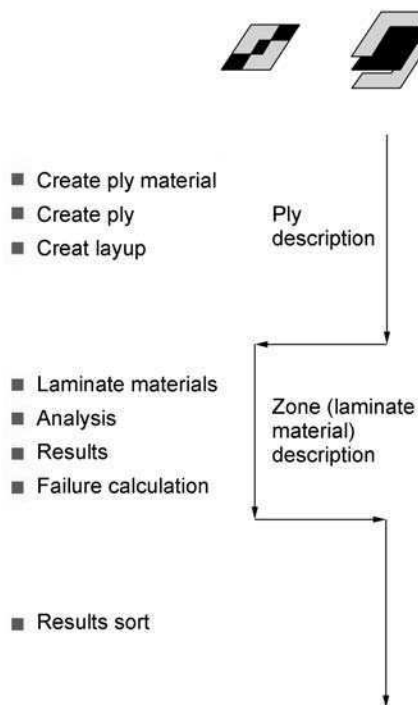 Create ply material
Create ply
Creat layup
Ply
description
Laminate materials
Analysis
Results
Failure calculation
Zone (laminate
material)
description
Results sort